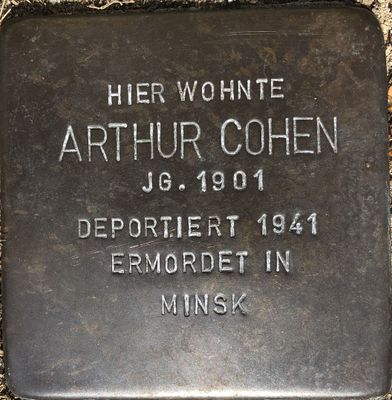 HIER WOHNTE
ARTHUR COHEN
JG. 1901
DEPORTIERT 1941
ERMORDET IN
MINSK